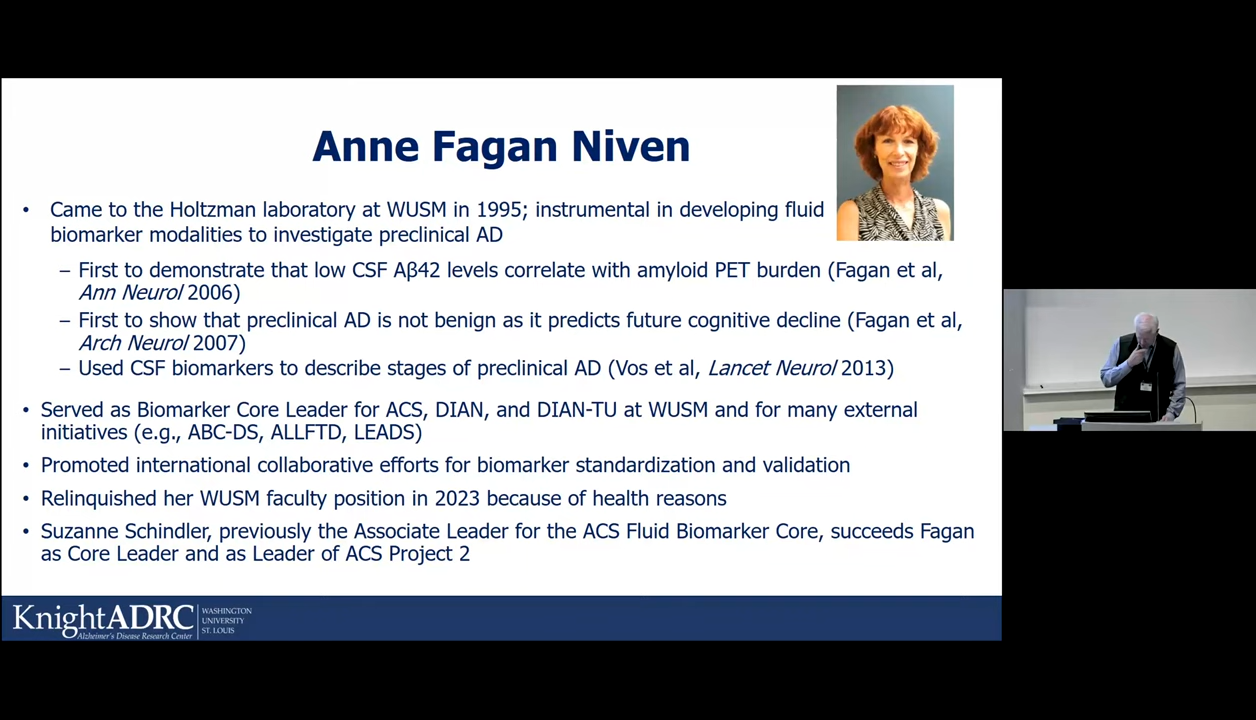 Anne Fagan Niven
• Came to the Holtzman laboratory at WUSM in 1995; instrumental in developing fluid
biomarker modalities to investigate preclinical AD
– First to demonstrate that low CSF Aβ42 levels correlate with amyloid PET burden (Fagan et al,
Ann Neurol 2006)
– First to show that preclinical AD is not benign as it predicts future cognitive decline (Fagan et al,
Arch Neurol 2007)
– Used CSF biomarkers to describe stages of preclinical AD (Vos et al, Lancet Neurol 2013)
• Served as Biomarker Core Leader for ACS, DIAN, and DIAN-TU at WUSM and for many external
initiatives (e.g., ABC-DS, ALLFTD, LEADS)
• Promoted international collaborative efforts for biomarker standardization and validation
• Relinquished her WUSM faculty position in 2023 because of health reasons
• Suzanne Schindler, previously the Associate Leader for the ACS Fluid Biomarker Core, succeeds Fagan
as Core Leader and as Leader of ACS Project 2
KnightADRC
Alzheimer's Disease Research Center
WASHINGTON
UNIVERSITY
ST. LOUIS